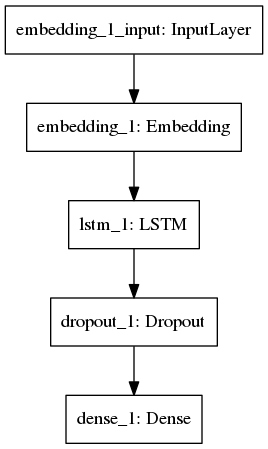 embedding_1_input: InputLayer
embedding_1: Embedding
lstm_1: LSTM
dropout_1: Dropout
dense_1: Dense